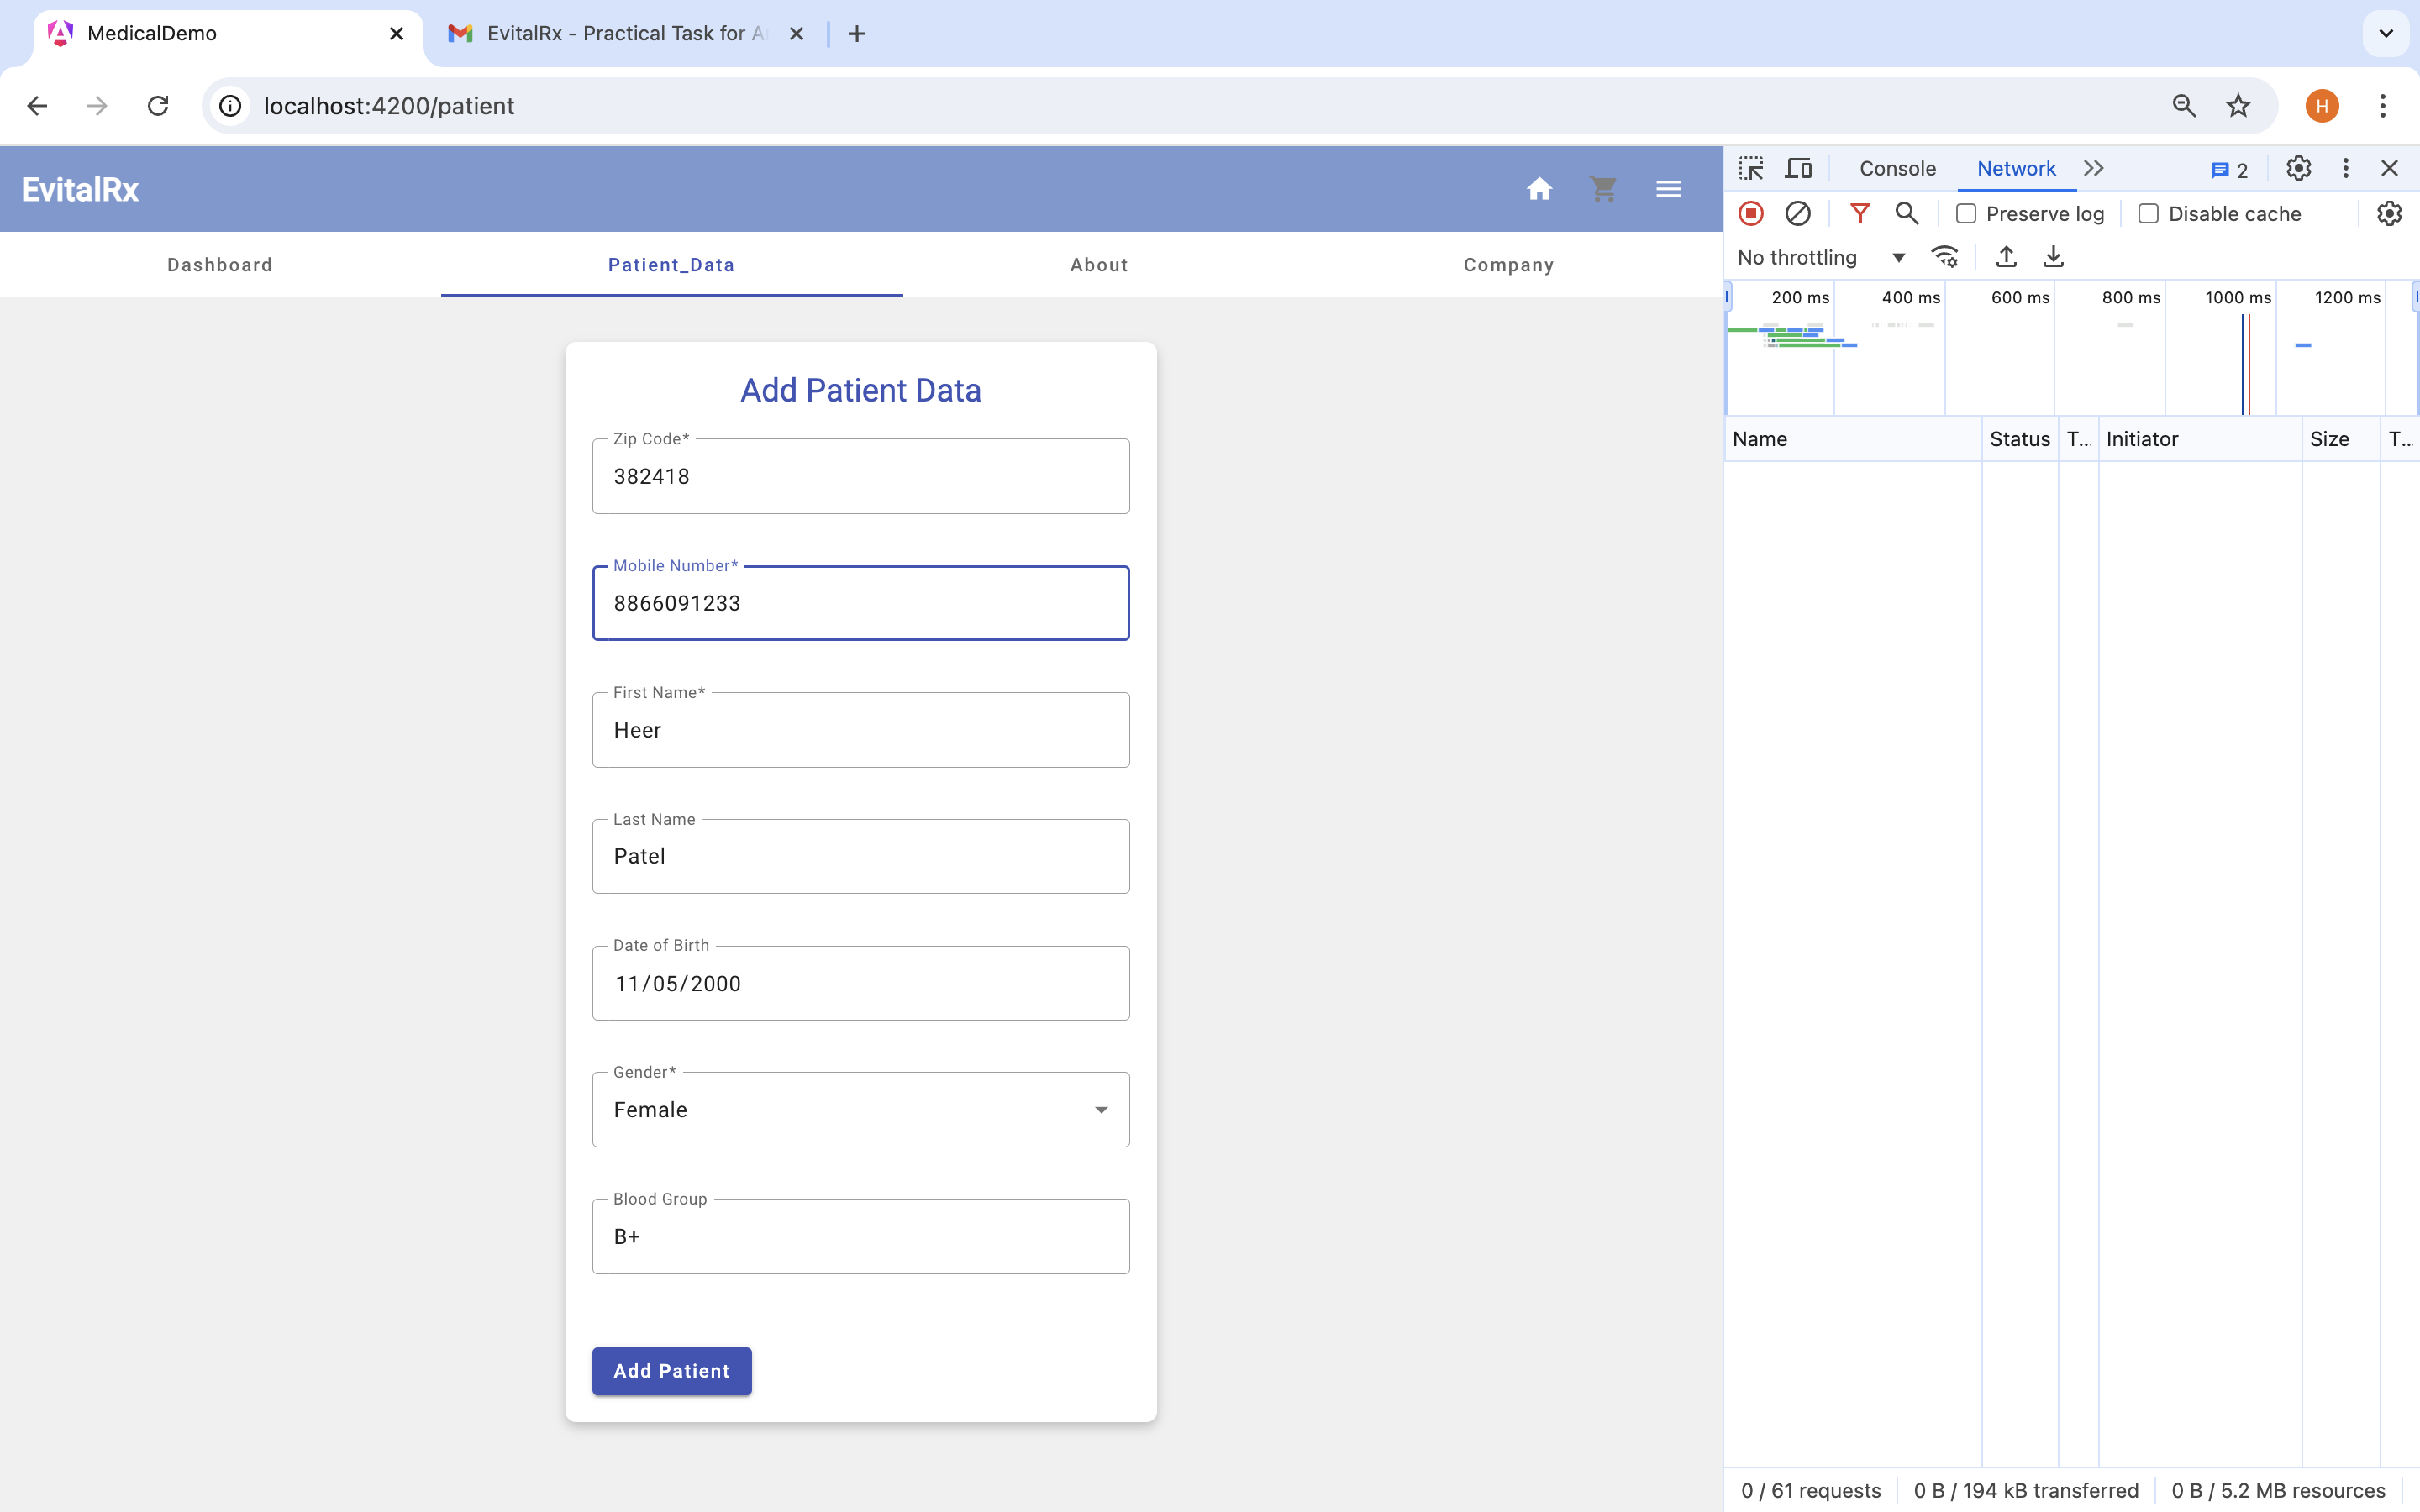 MedicalDemo
EvitalRx - Practical Task for A
localhost:4200/patient
H
EvitalRx
Dashboard
Patient_Data
About
Company
Add Patient Data
Zip Code*
382418
Mobile Number*
8866091233
First Name*
Heer
Last Name
Patel
Date of Birth
11/05/2000
Gender*
Female
Blood Group
B+
Add Patient
Console
Network
2
Preserve log
Disable cache
No throttling
200 ms
400 ms
600 ms
800 ms
1000 ms
1200 ms
Name
Status
T...
Initiator
Size
T...
0 / 61 requests
0 B / 194 kB transferred
0 B / 5.2 MB resources